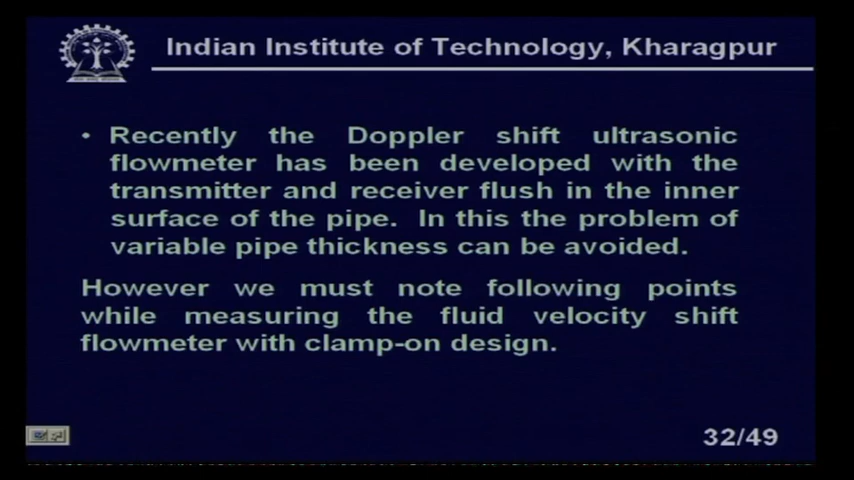 Indian Institute of Technology, Kharagpur
• Recently the Doppler shift ultrasonic
flowmeter has been developed with the
transmitter and receiver flush in the inner
surface of the pipe. In this the problem of
variable pipe thickness can be avoided.
However we must note following points
while measuring the fluid velocity shift
flowmeter with clamp-on design.
32/49